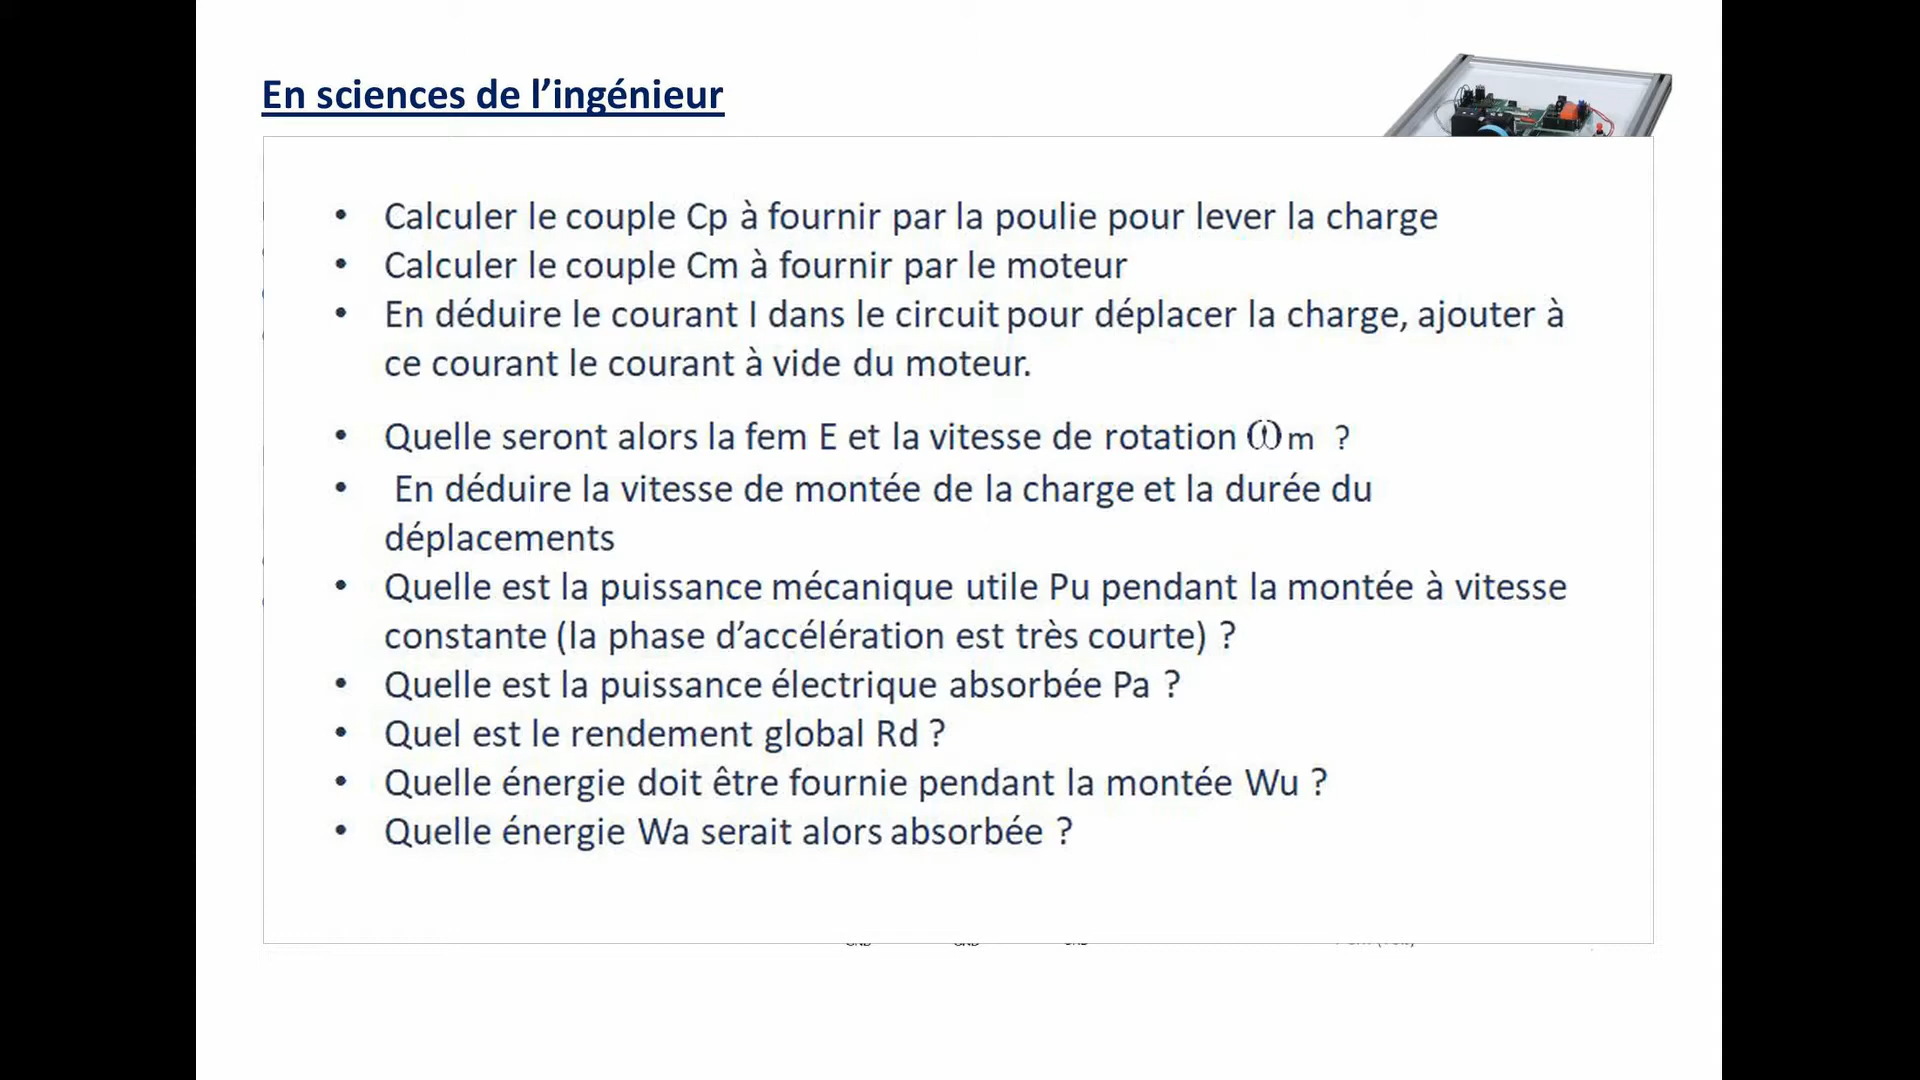 En sciences de l’ingénieur
• Calculer le couple Cp à fournir par la poulie pour lever la charge
• Calculer le couple Cm à fournir par le moteur
• En déduire le courant I dans le circuit pour déplacer la charge, ajouter à
ce courant le courant à vide du moteur.
• Quelle seront alors la fem E et la vitesse de rotation ωm ?
• En déduire la vitesse de montée de la charge et la durée du
déplacements
• Quelle est la puissance mécanique utile Pu pendant la montée à vitesse
constante (la phase d’accélération est très courte) ?
• Quelle est la puissance électrique absorbée Pa ?
• Quel est le rendement global Rd ?
• Quelle énergie doit être fournie pendant la montée Wu ?
• Quelle énergie Wa serait alors absorbée ?